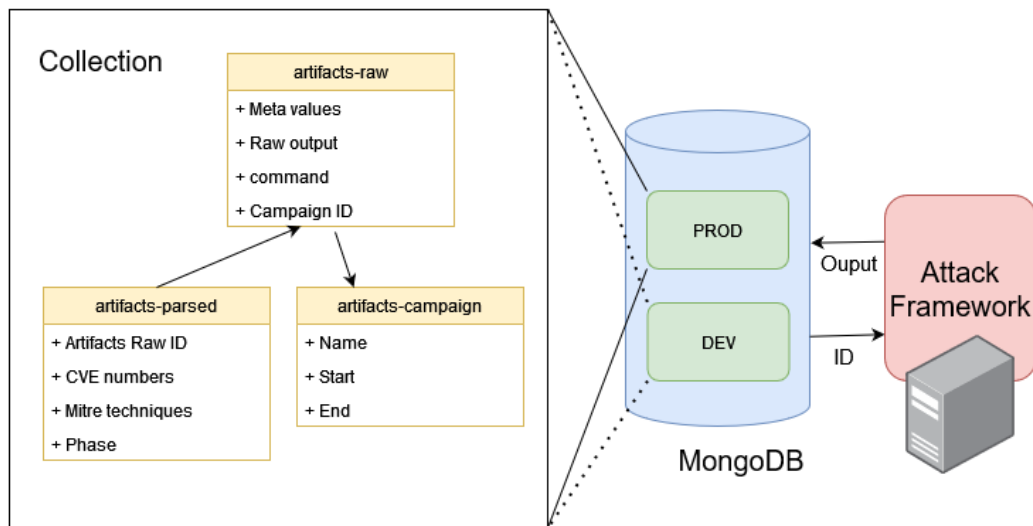 Collection
artifacts-raw
+ Meta values
+ Raw output
+ command
+ Campaign ID
artifacts-parsed
+ Artifacts Raw ID
+ CVE numbers
+ Mitre techniques
+ Phase
artifacts-campaign
+ Name
+ Start
+ End
PROD
DEV
MongoDB
Ouput
ID
Attack
Framework